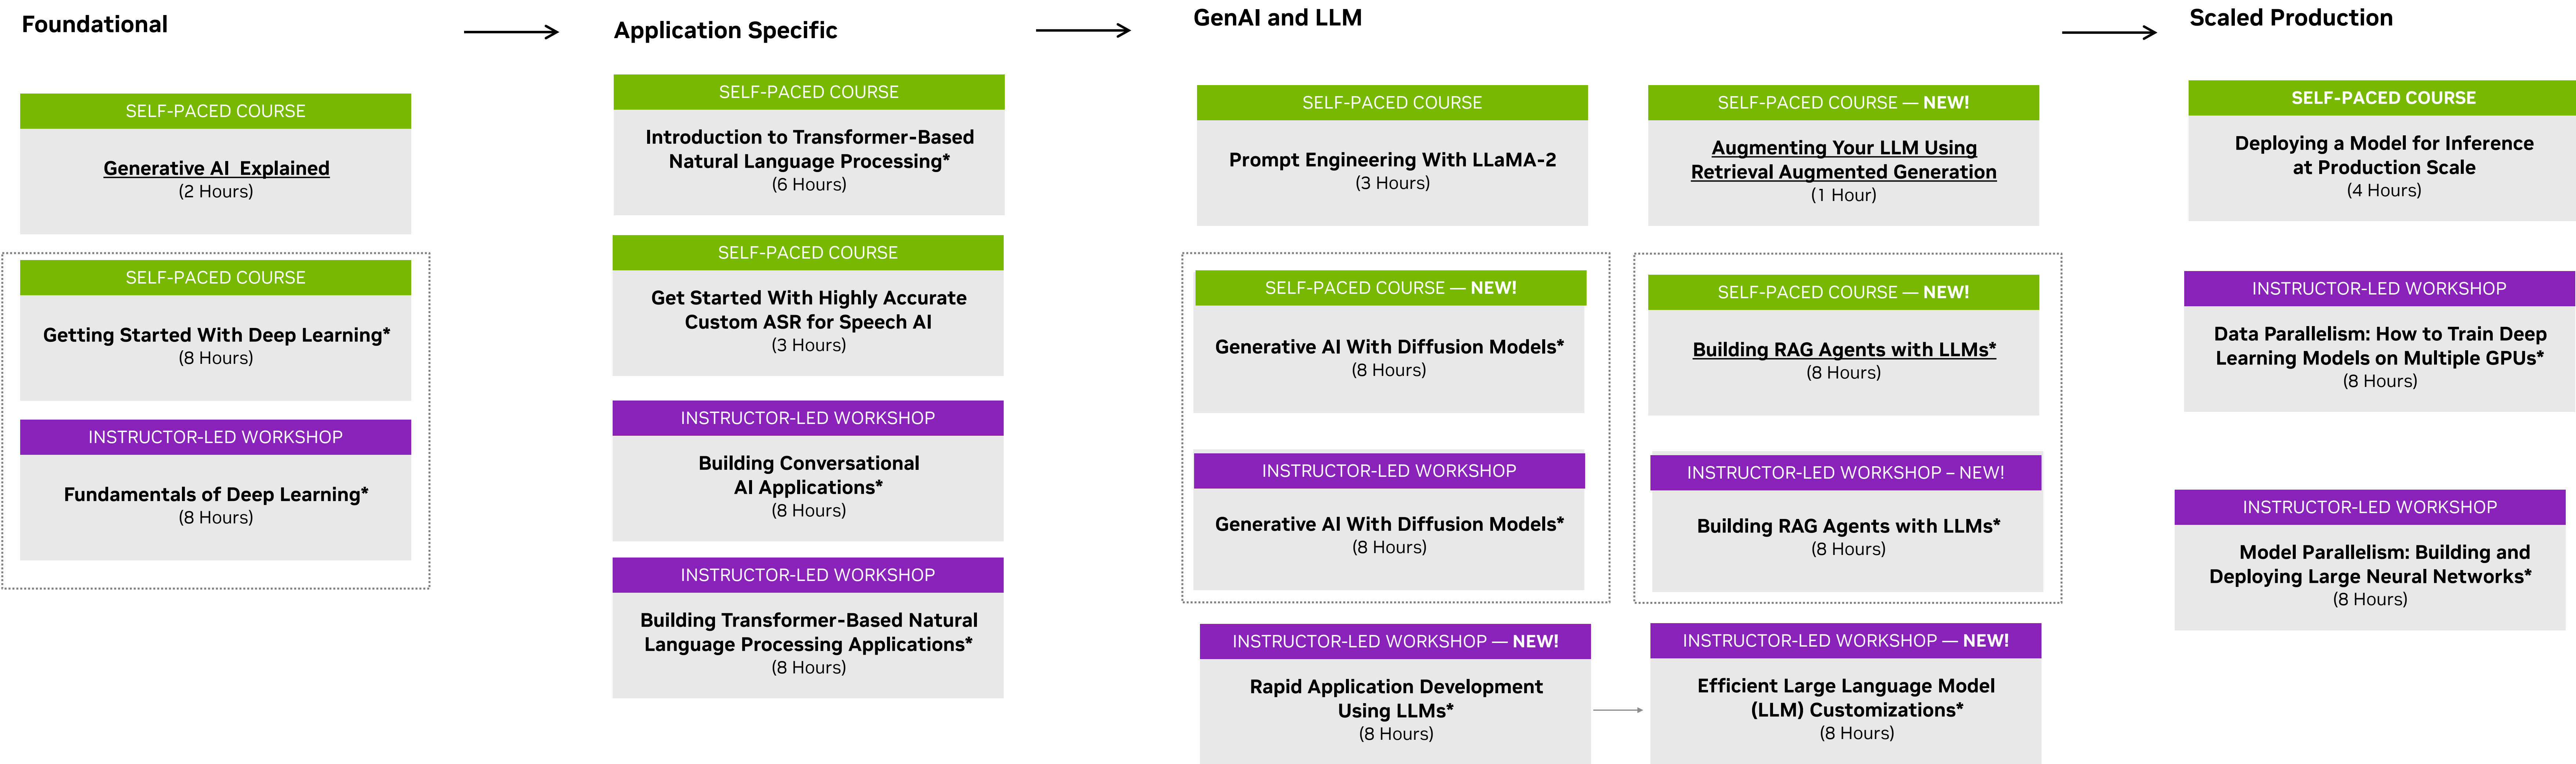 Foundational
SELF-PACED COURSE
Generative AI Explained
(2 Hours)
SELF-PACED COURSE
Getting Started With Deep Learning*
(8 Hours)
INSTRUCTOR-LED WORKSHOP
Fundamentals of Deep Learning*
(8 Hours)
Application Specific
SELF-PACED COURSE
Introduction to Transformer-Based
Natural Language Processing*
(6 Hours)
SELF-PACED COURSE
Get Started With Highly Accurate
Custom ASR for Speech AI
(3 Hours)
INSTRUCTOR-LED WORKSHOP
Building Conversational
AI Applications*
(8 Hours)
INSTRUCTOR-LED WORKSHOP
Building Transformer-Based Natural
Language Processing Applications*
(8 Hours)
GenAI and LLM
SELF-PACED COURSE
Prompt Engineering With LLaMA-2
(3 Hours)
SELF-PACED COURSE — NEW!
Generative AI With Diffusion Models*
(8 Hours)
INSTRUCTOR-LED WORKSHOP
Generative AI With Diffusion Models*
(8 Hours)
INSTRUCTOR-LED WORKSHOP — NEW!
Rapid Application Development
Using LLMs*
(8 Hours)
SELF-PACED COURSE — NEW!
Augmenting Your LLM Using
Retrieval Augmented Generation
(1 Hour)
SELF-PACED COURSE — NEW!
Building RAG Agents with LLMs*
(8 Hours)
INSTRUCTOR-LED WORKSHOP – NEW!
Building RAG Agents with LLMs*
(8 Hours)
INSTRUCTOR-LED WORKSHOP — NEW!
Efficient Large Language Model
(LLM) Customizations*
(8 Hours)
Scaled Production
SELF-PACED COURSE
Deploying a Model for Inference
at Production Scale
(4 Hours)
INSTRUCTOR-LED WORKSHOP
Data Parallelism: How to Train Deep
Learning Models on Multiple GPUs*
(8 Hours)
INSTRUCTOR-LED WORKSHOP
Model Parallelism: Building and
Deploying Large Neural Networks*
(8 Hours)